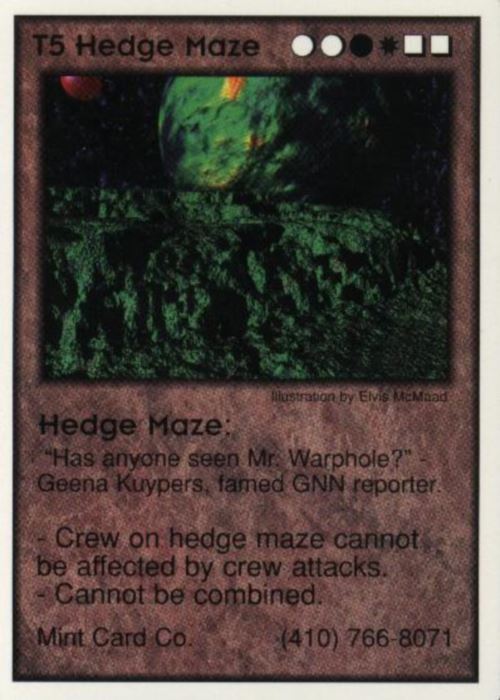 T5 Hedge Maze
Illustration by Elvis McMaad
Hedge Maze:
"Has anyone seen Mr. Warphole?" -
Geena Kuypers, famed GNN reporter.
- Crew on hedge maze cannot
be affected by crew attacks.
- Cannot be combined.
Mint Card Co. (410) 766-8071